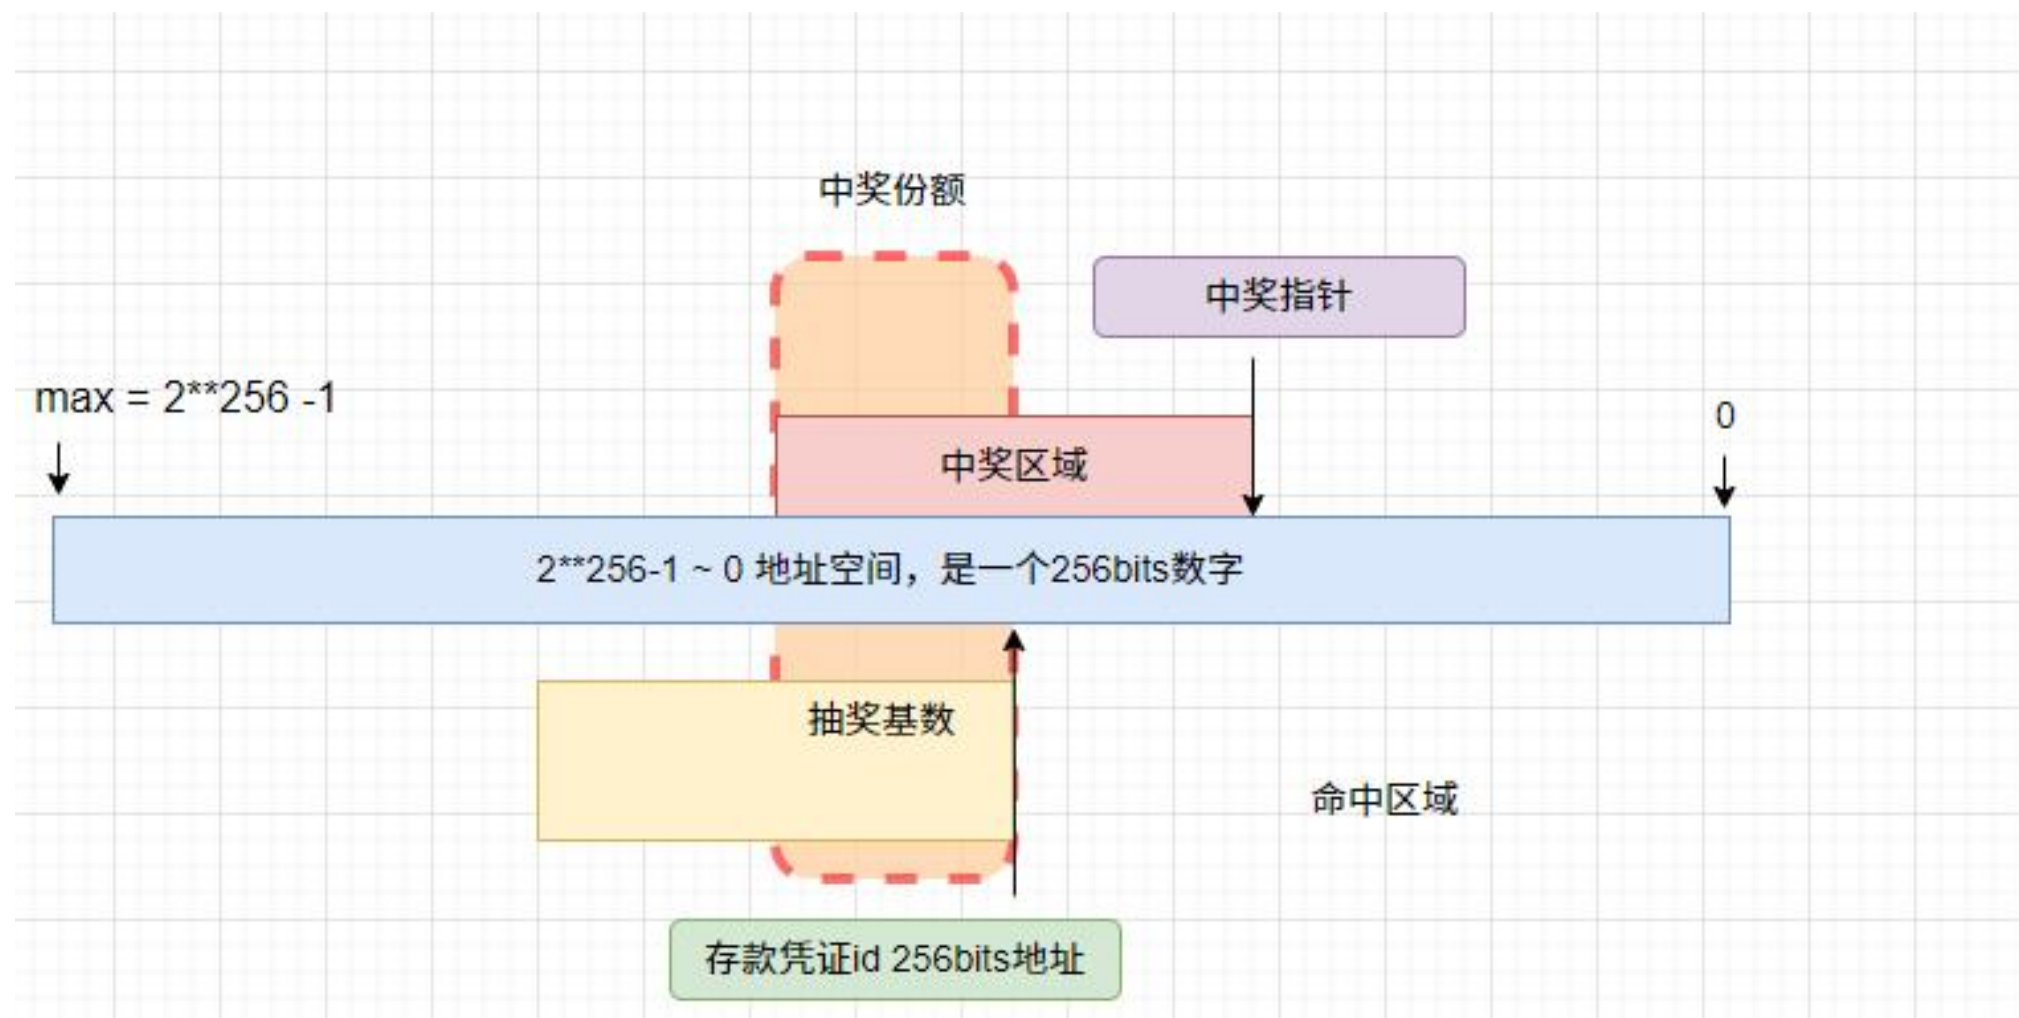 中奖份额
中奖指针
max = 2**256 -1
0
中奖区域
2**256-1 ~ 0 地址空间，是一个256bits数字
抽奖基数
命中区域
存款凭证id 256bits地址